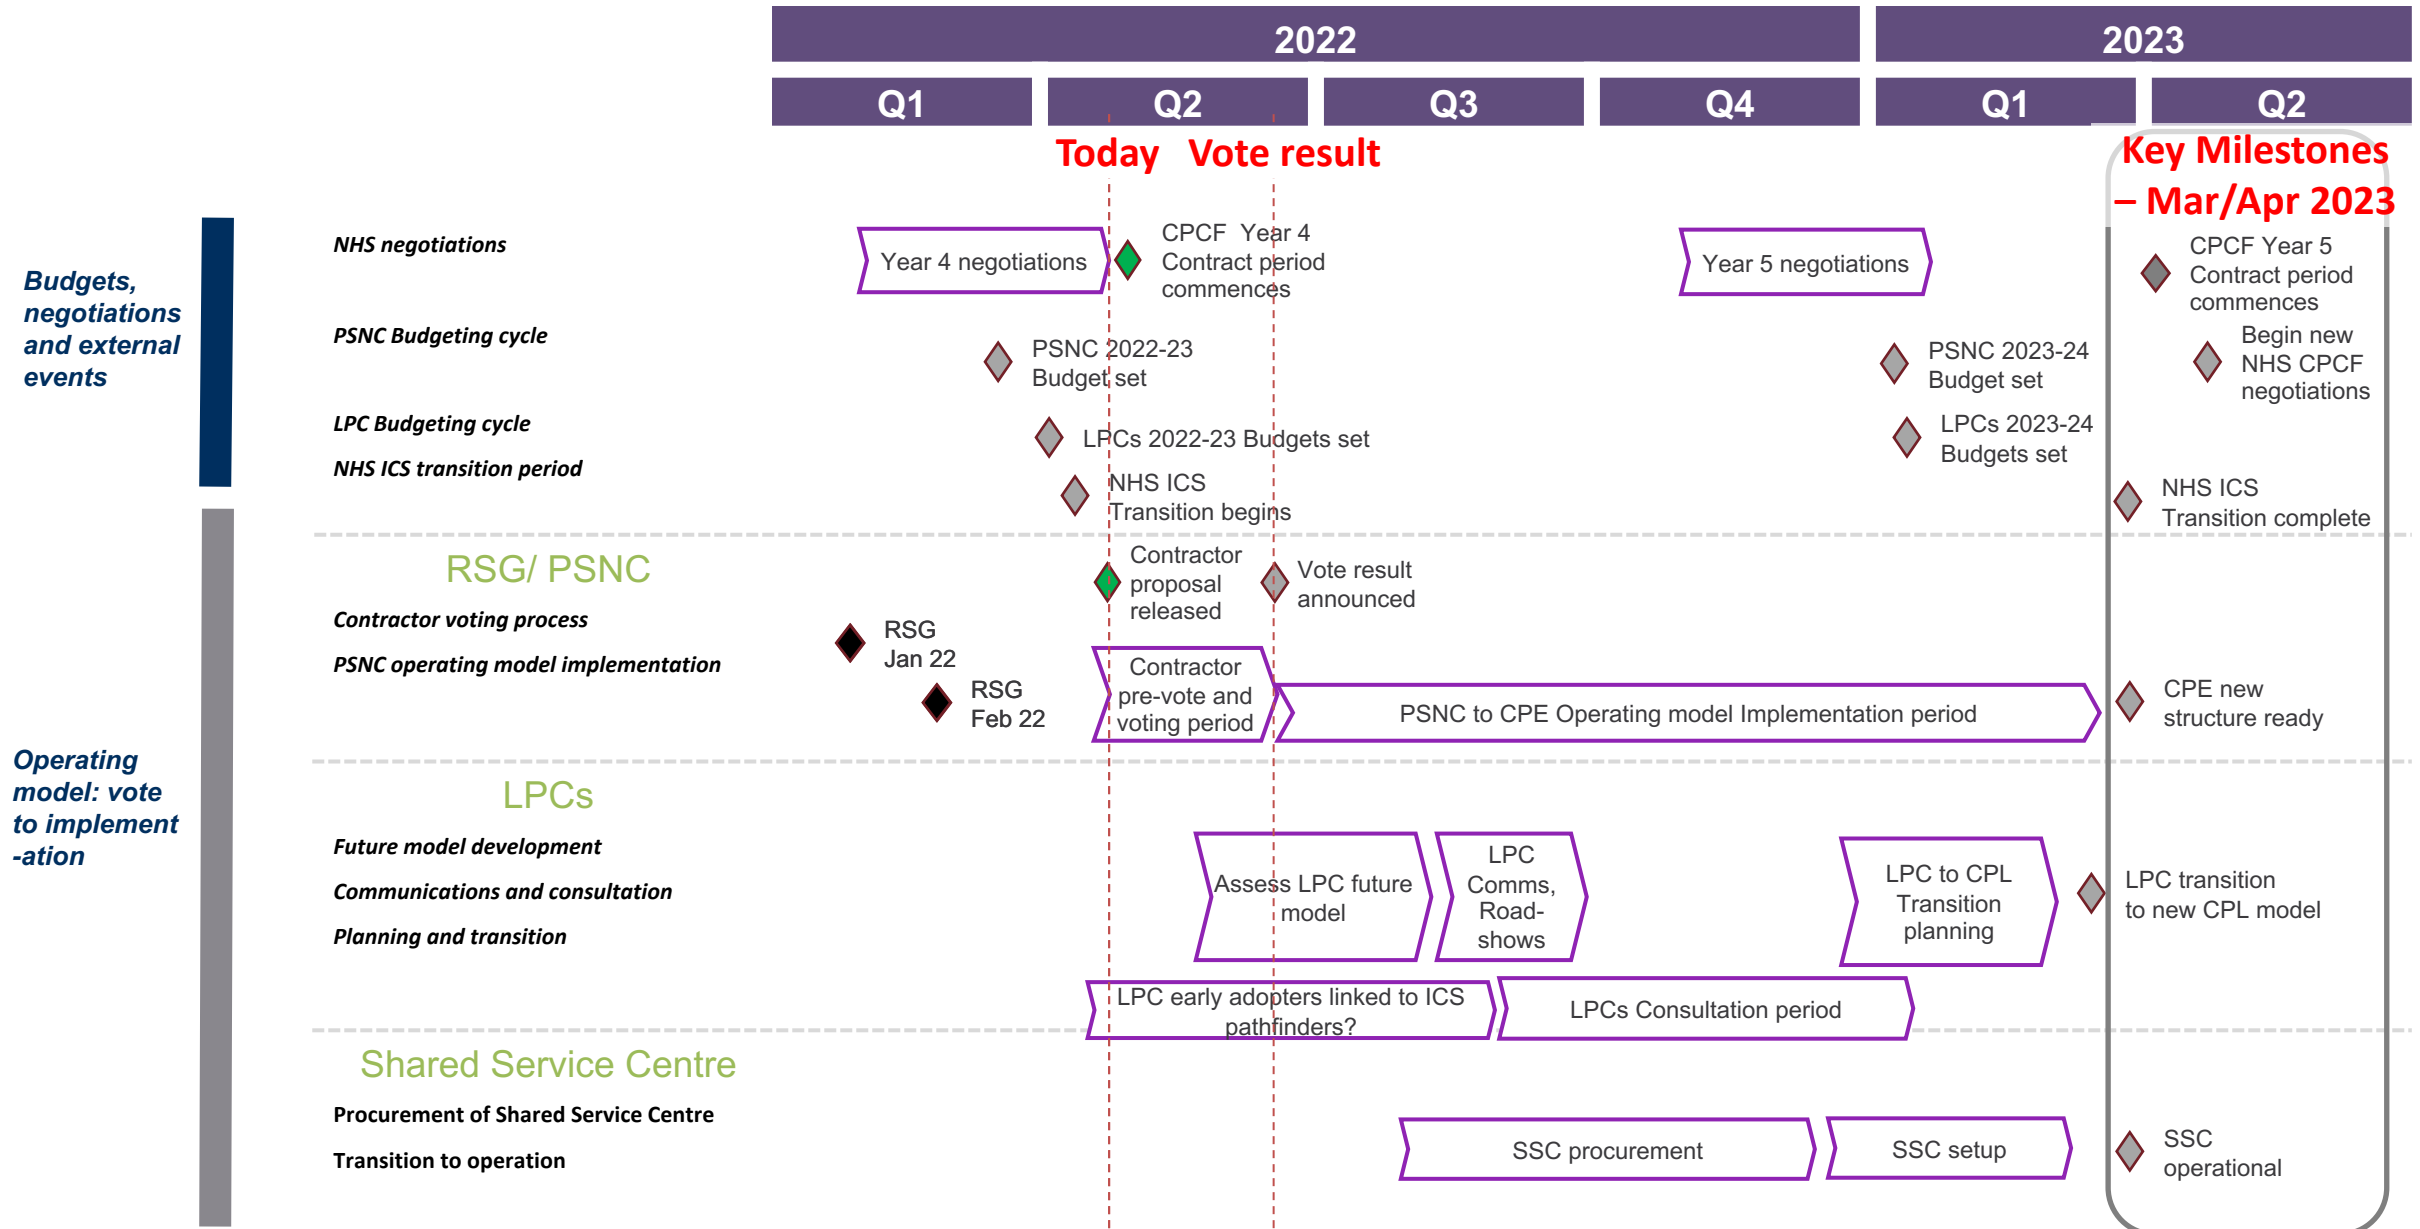 2022
2023
Q1
Q2
Q3
Q4
Q1
Q2
Today
Vote result
Key Milestones
– Mar/Apr 2023
Budgets,
negotiations
and external
events
NHS negotiations
Year 4 negotiations
CPCF Year 4
Contract period
commences
Year 5 negotiations
CPCF Year 5
Contract period
commences
PSNC Budgeting cycle
PSNC 2022-23
Budget set
PSNC 2023-24
Budget set
Begin new
NHS CPCF
negotiations
LPC Budgeting cycle
LPCs 2022-23 Budgets set
LPCs 2023-24
Budgets set
NHS ICS transition period
NHS ICS
Transition begins
NHS ICS
Transition complete
Operating
model: vote
to implement
-ation
RSG/ PSNC
Contractor
proposal
released
Vote result
announced
Contractor voting process
RSG
Jan 22
PSNC operating model implementation
RSG
Feb 22
Contractor
pre-vote and
voting period
PSNC to CPE Operating model Implementation period
CPE new
structure ready
LPCs
Future model development
Communications and consultation
Planning and transition
Assess LPC future
model
LPC
Comms,
Road-
shows
LPC to CPL
Transition
planning
LPC transition
to new CPL model
LPC early adopters linked to ICS
pathfinders?
LPCs Consultation period
Shared Service Centre
Procurement of Shared Service Centre
Transition to operation
SSC procurement
SSC setup
SSC
operational